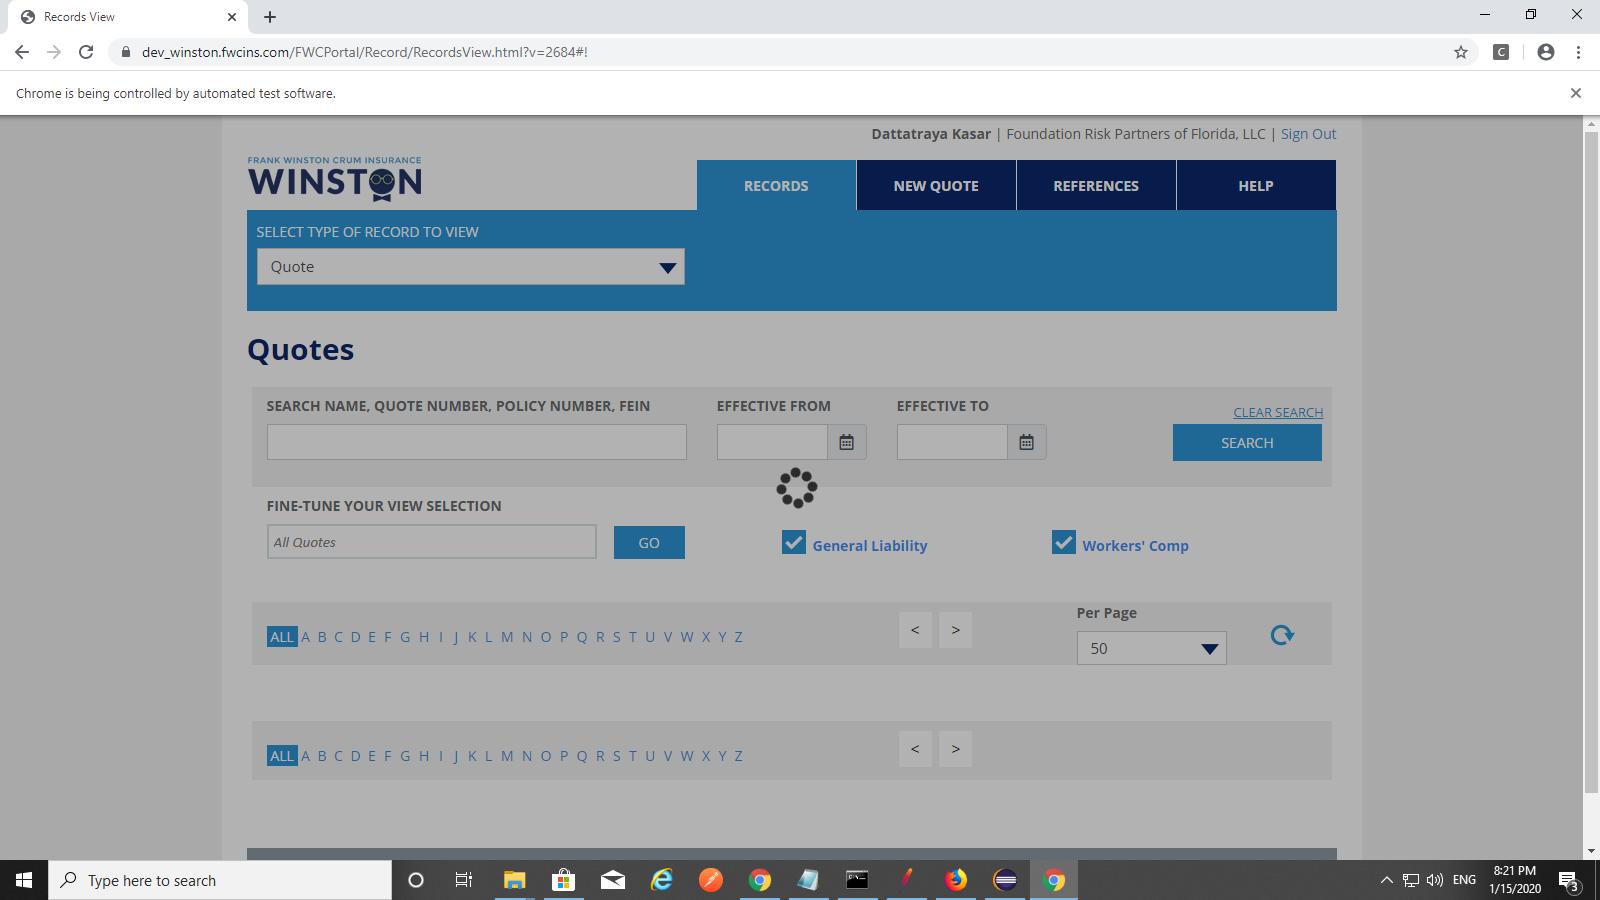 Records View
dev_winston.fwcins.com/FWCPortal/Record/RecordsView.html?v=2684#!
C
Chrome is being controlled by automated test software.
Dattatraya Kasar | Foundation Risk Partners of Florida, LLC | Sign Out
FRANK WINSTON CRUM INSURANCE
WINSTON
RECORDS NEW QUOTE REFERENCES HELP
SELECT TYPE OF RECORD TO VIEW
Quote
Quotes
SEARCH NAME, QUOTE NUMBER, POLICY NUMBER, FEIN EFFECTIVE FROM EFFECTIVE TO CLEAR SEARCH
SEARCH
FINE-TUNE YOUR VIEW SELECTION
All Quotes GO General Liability Workers' Comp
Per Page
ALL A B C D E F G H I J K L M N O P Q R S T U V W X Y Z < >
50
ALL A B C D E F G H I J K L M N O P Q R S T U V W X Y Z < >
Type here to search
ENG
8:21 PM
1/15/2020
3